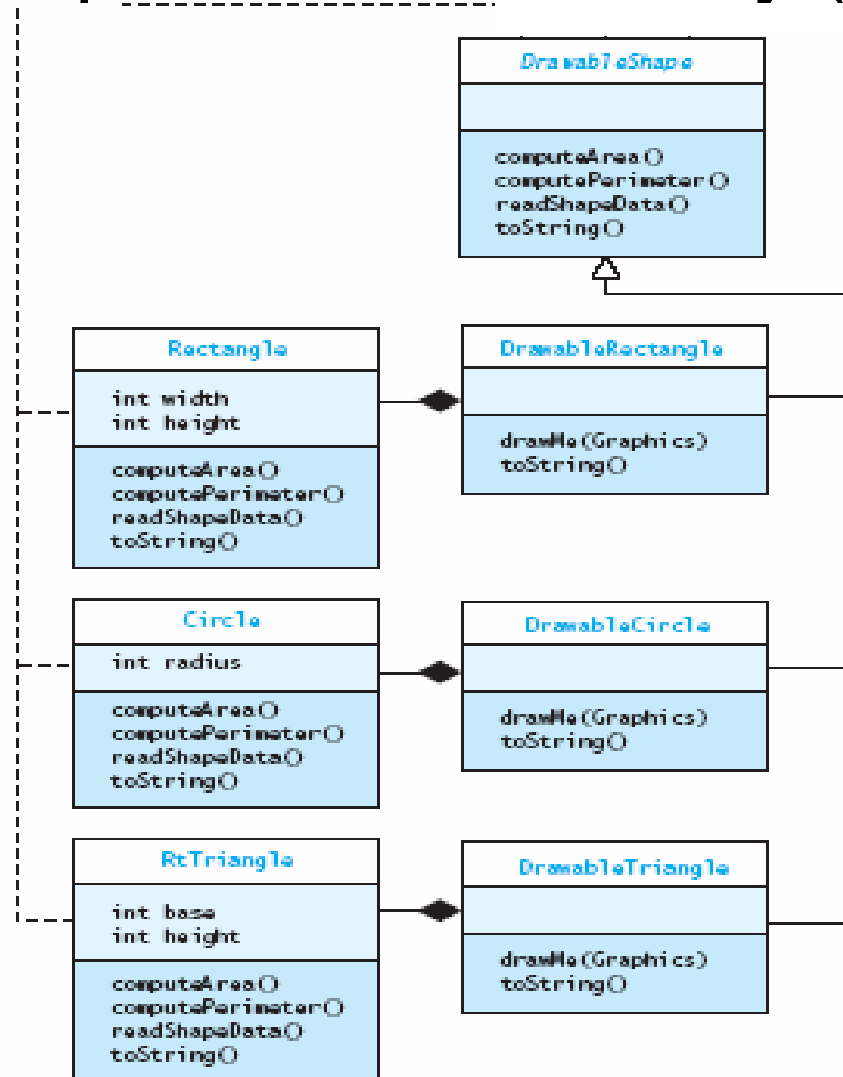 DrawableShape
computeArea()
computePerimeter()
readShapeData()
toString()
Rectangle
int width
int height
computeArea()
computePerimeter()
readShapeData()
toString()
DrawableRectangle
drawMe(Graphics)
toString()
Circle
int radius
computeArea()
computePerimeter()
readShapeData()
toString()
DrawableCircle
drawMe(Graphics)
toString()
RtTriangle
int base
int height
computeArea()
computePerimeter()
readShapeData()
toString()
DrawableTriangle
drawMe(Graphics)
toString()